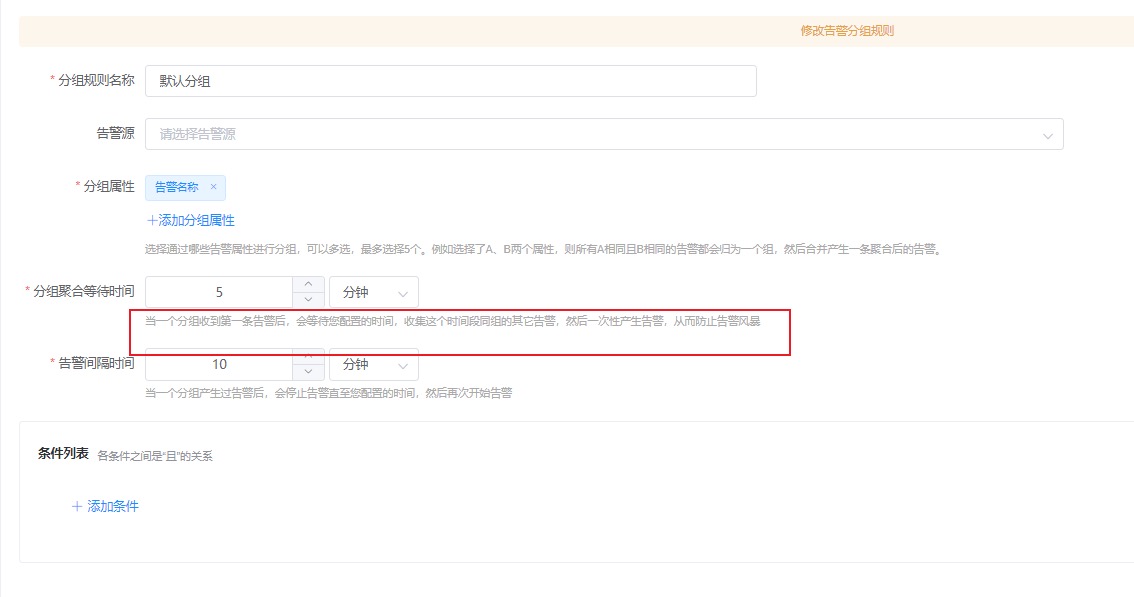 修改告警分组规则
* 分组规则名称 默认分组
告警源 请选择告警源
* 分组属性 告警名称 ×
+添加分组属性
选择通过哪些告警属性进行分组，可以多选，最多选择5个。例如选择了A、B两个属性，则所有A相同且B相同的告警都会归为一个组，然后合并产生一条聚合后的告警。
* 分组聚合等待时间 5 分钟
当一个分组收到第一条告警后，会等待您配置的时间，收集这个时间段同组的其它告警，然后一次性产生告警，从而防止告警风暴
* 告警间隔时间 10 分钟
当一个分组产生过告警后，会停止告警直至您配置的时间，然后再次开始告警
条件列表 各条件之间是“且”的关系
+ 添加条件